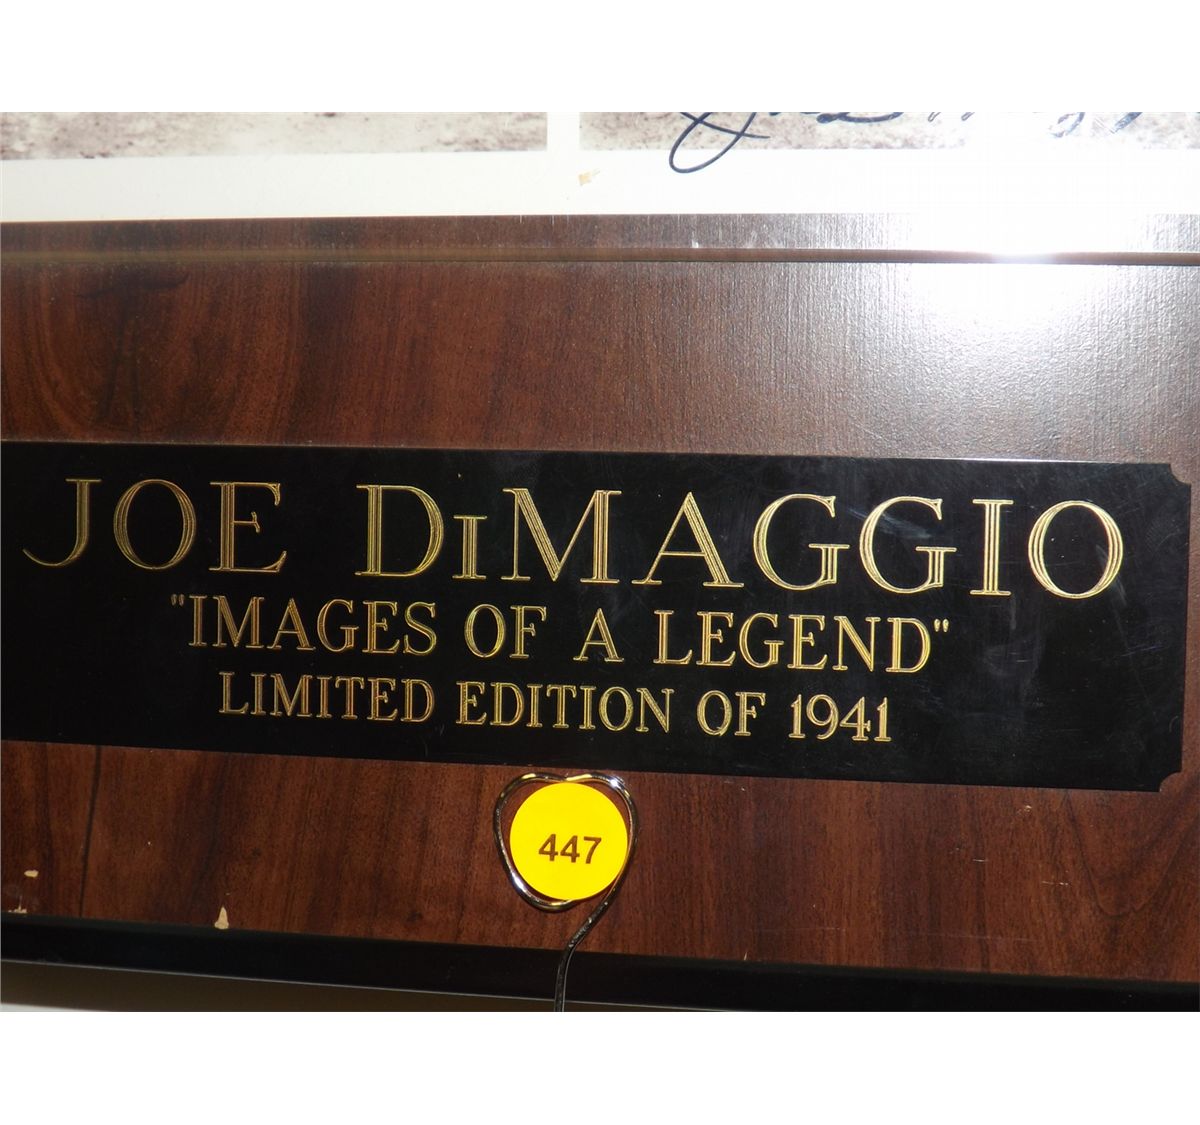 JOE DiMAGGIO
"IMAGES OF A LEGEND"
LIMITED EDITION OF 1941
447